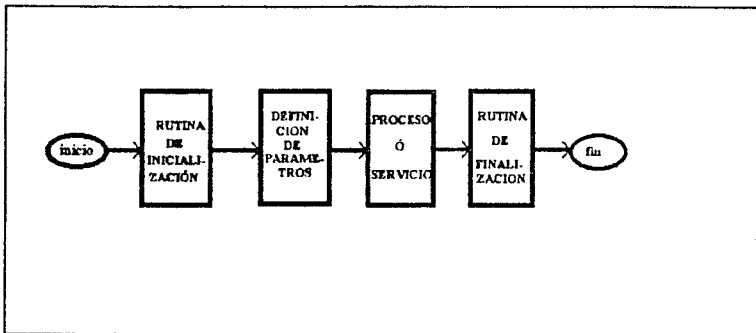 inicio
RUTINA
DE
INICIALI-
ZACIÓN
DEFINI-
CION
DE
PARAME-
TROS
PROCESO
Ó
SERVICIO
RUTINA
DE
FINALI-
ZACION
fin